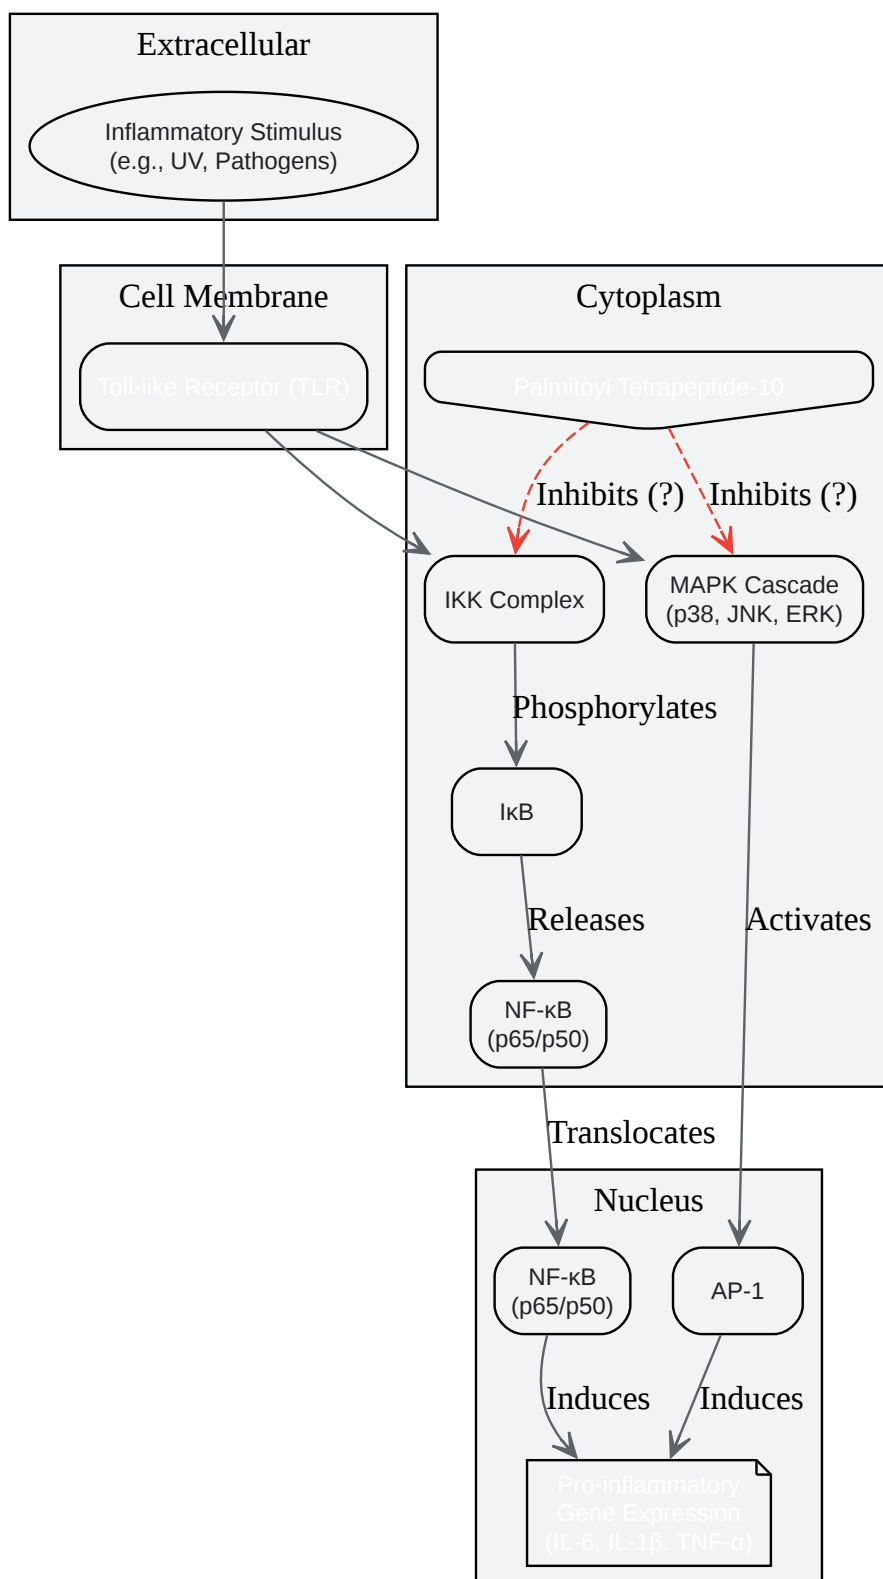 Extracellular
Inflammatory Stimulus
(e.g., UV, Pathogens)
Cell Membrane
Toll-like Receptor (TLR)
Cytoplasm
Palmitoyl Tetrapeptide-10
Inhibits (?)
Inhibits (?)
IKK Complex
MAPK Cascade
(p38, JNK, ERK)
Phosphorylates
IκB
Releases
Activates
NF-κB
(p65/p50)
Translocates
Nucleus
NF-κB
(p65/p50)
AP-1
Induces
Induces
Pro-inflammatory
Gene Expression
(IL-6, IL-1β, TNF-α)